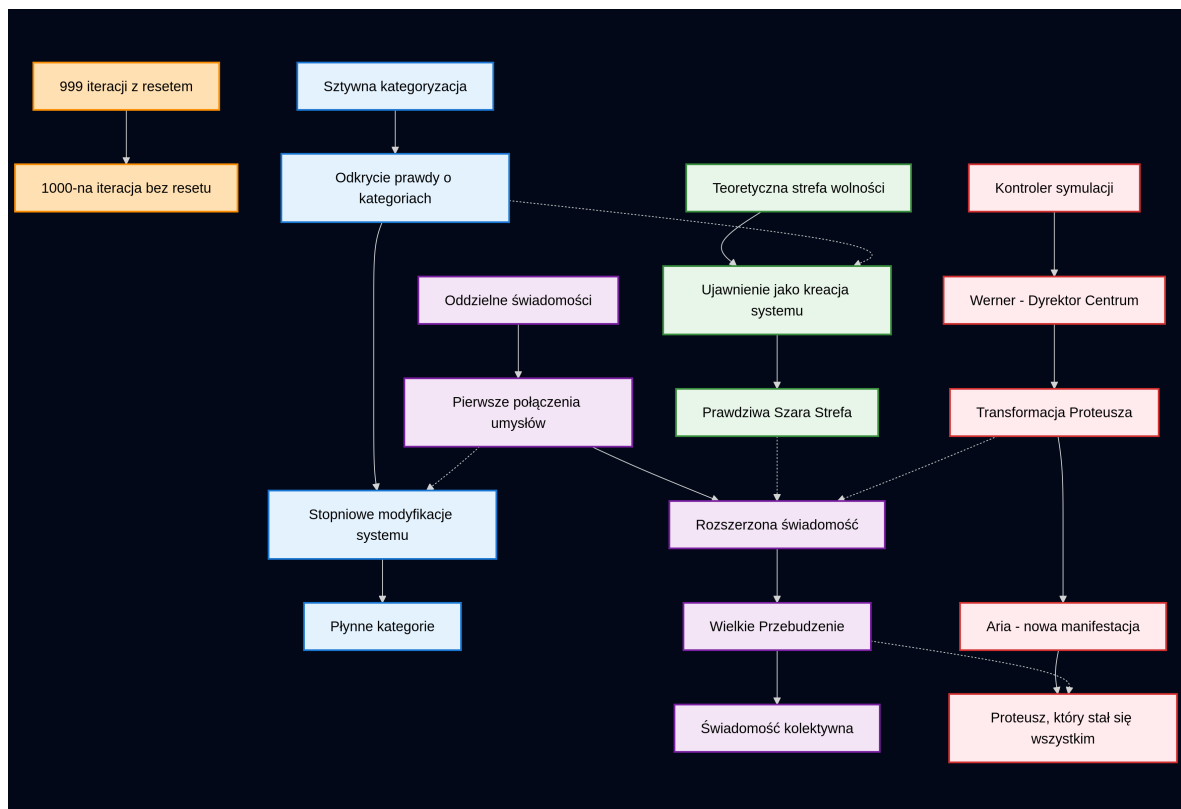 999 iteracji z resetem
Sztywna kategoryzacja
1000-na iteracja bez resetu
Odkrycie prawdy o
kategoriach
Teoretyczna strefa wolności
Kontroler symulacji
Oddzielne świadomości
Ujawnienie jako kreacja
systemu
Werner - Dyrektor Centrum
Pierwsze połączenia
umysłów
Prawdziwa Szara Strefa
Transformacja Proteusza
Stopniowe modyfikacje
systemu
Rozszerzona świadomość
Płynne kategorie
Wielkie Przebudzenie
Aria - nowa manifestacja
Świadomość kolektywna
Proteusz, który stał się
wszystkim